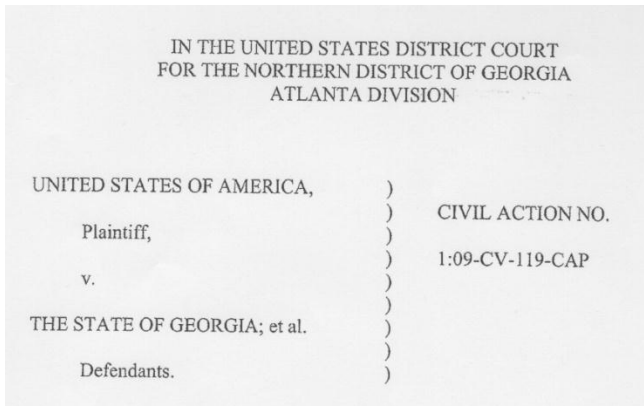 IN THE UNITED STATES DISTRICT COURT
FOR THE NORTHERN DISTRICT OF GEORGIA
ATLANTA DIVISION
UNITED STATES OF AMERICA,
Plaintiff,
v.
THE STATE OF GEORGIA; et al.
Defendants.
)
)
)
)
)
)
)
)
)
CIVIL ACTION NO.
1:09-CV-119-CAP